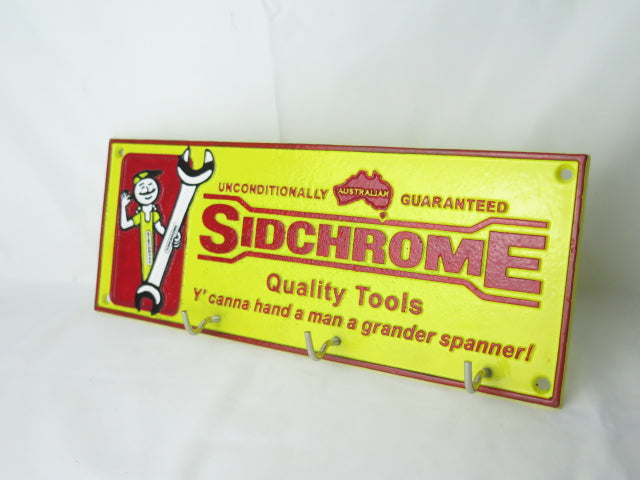 UNCONDITIONALLY AUSTRALIAN GUARANTEED
SIDCHROME
Quality Tools
Y' canna hand a man a grander spanner!